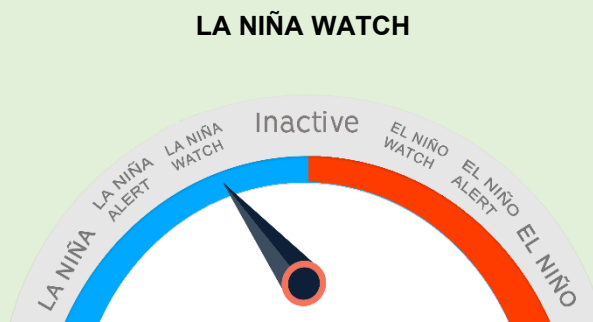 LA NIÑA WATCH
LA NIÑA
LA NIÑA
ALERT
LA NIÑA
WATCH
Inactive
EL NIÑO
WATCH
EL NIÑO
ALERT
EL NIÑO